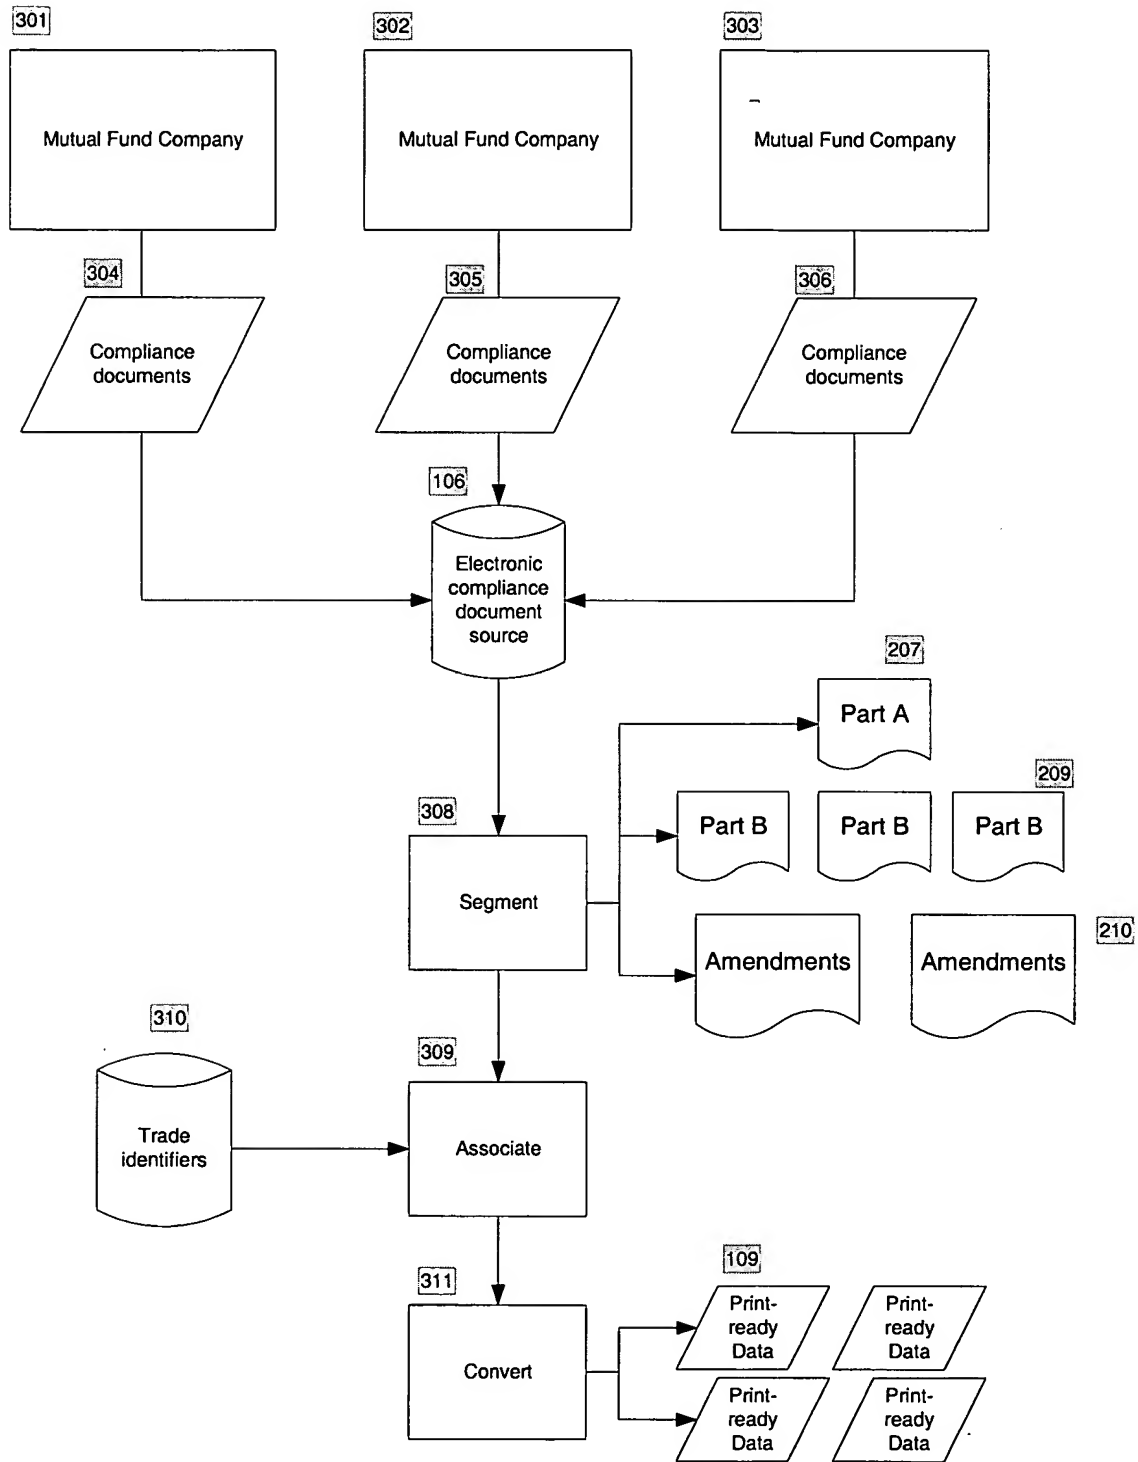 301
302
303
Mutual Fund Company
Mutual Fund Company
Mutual Fund Company
304
305
306
Compliance
documents
Compliance
documents
Compliance
documents
106
Electronic
compliance
document
source
207
Part A
209
Part B
Part B
Part B
308
Segment
210
Amendments
Amendments
310
Trade
identifiers
309
Associate
311
Convert
109
Print-
ready
Data
Print-
ready
Data
Print-
ready
Data
Print-
ready
Data